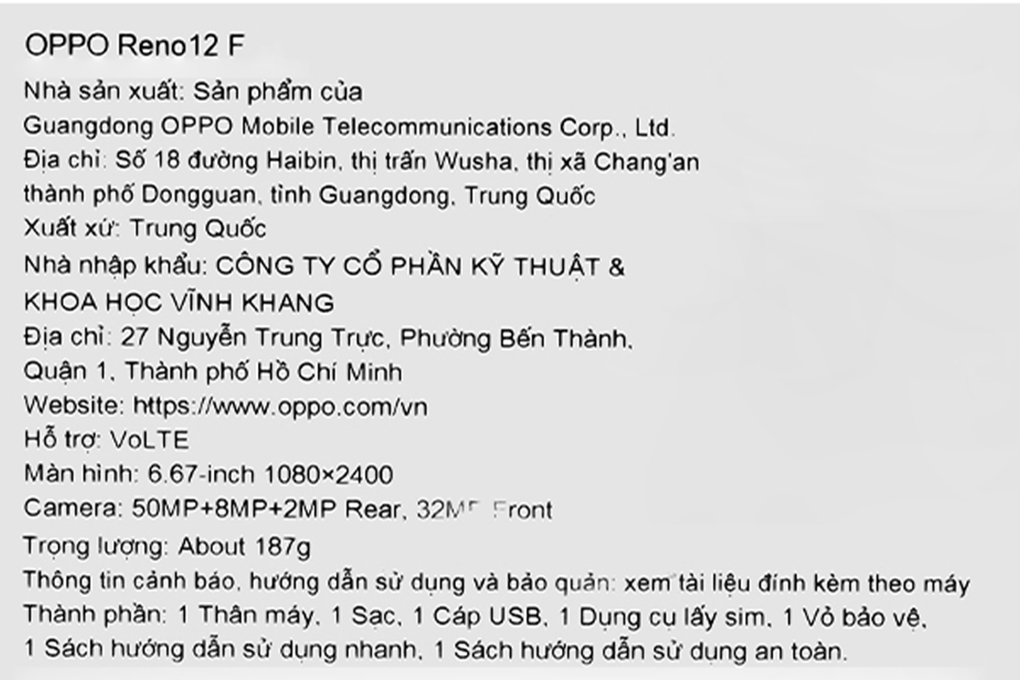 OPPO Reno12 F
Nhà sản xuất: Sản phẩm của
Guangdong OPPO Mobile Telecommunications Corp., Ltd.
Địa chỉ: Số 18 đường Haibin, thị trấn Wusha, thị xã Chang'an
thành phố Dongguan, tỉnh Guangdong, Trung Quốc
Xuất xứ: Trung Quốc
Nhà nhập khẩu: CÔNG TY CỔ PHẦN KỸ THUẬT &
KHOA HỌC VĨNH KHANG
Địa chỉ: 27 Nguyễn Trung Trực, Phường Bến Thành,
Quận 1, Thành phố Hồ Chí Minh
Website: https://www.oppo.com/vn
Hỗ trợ: VoLTE
Màn hình: 6.67-inch 1080×2400
Camera: 50MP+8MP+2MP Rear, 32MP Front
Trọng lượng: About 187g
Thông tin cảnh báo, hướng dẫn sử dụng và bảo quản: xem tài liệu đính kèm theo máy
Thành phần: 1 Thân máy, 1 Sạc, 1 Cáp USB, 1 Dụng cụ lấy sim, 1 Vỏ bảo vệ,
1 Sách hướng dẫn sử dụng nhanh, 1 Sách hướng dẫn sử dụng an toàn.